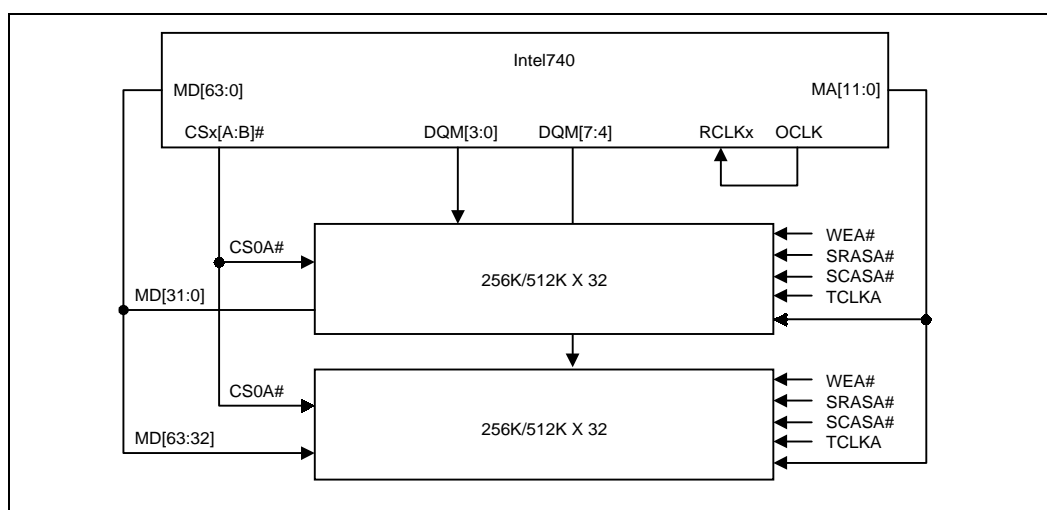 Intel740
MD[63:0]
MA[11:0]
CSx[A:B]#
DQM[3:0]
DQM[7:4]
RCLKx
OCLK
CS0A#
256K/512K X 32
WEA#
SRASA#
SCASA#
TCLKA
MD[31:0]
CS0A#
256K/512K X 32
WEA#
SRASA#
SCASA#
TCLKA
MD[63:32]